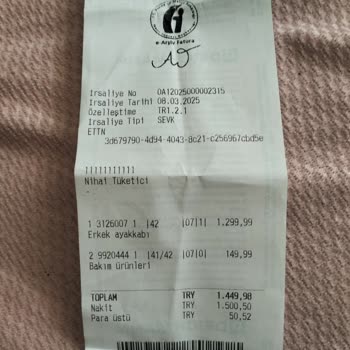 e-Arşiv Fatura
İrsaliye No 0A12025000002315
İrsaliye Tarihi 08.03.2025
Özelleştime TR1.2.1
İrsaliye Tipi SEVK
ETTN
3d679790-4d94-4043-8c21-c256967cbd5e
11111111111
Nihai Tüketici
-
1 3125007 1 |42 |07|1| 1.299,99
Erkek ayakkabı
2 9920444 1 |41/42 |07|0| 149,99
Bakım ürünleri
TOPLAM TRY 1.449,98
Nakit TRY 1.500,50
Para üstü TRY 50,52